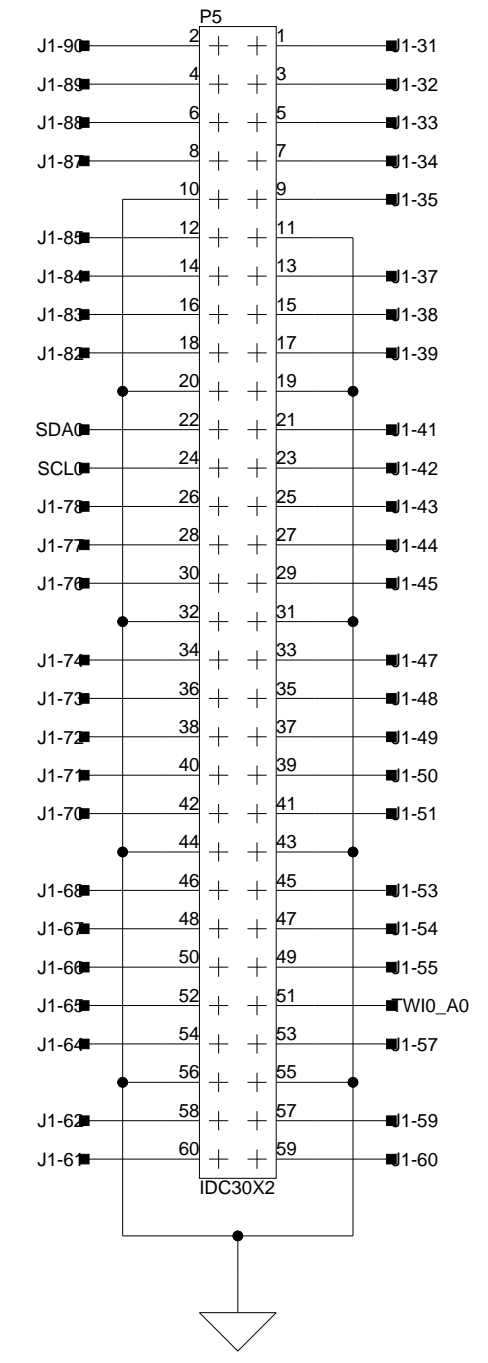 P5
J1-90 2 1 J1-31
J1-89 4 3 J1-32
J1-88 6 5 J1-33
J1-87 8 7 J1-34
10 9 J1-35
J1-85 12 11
J1-84 14 13 J1-37
J1-83 16 15 J1-38
J1-82 18 17 J1-39
20 19
SDA0 22 21 J1-41
SCL0 24 23 J1-42
J1-78 26 25 J1-43
J1-77 28 27 J1-44
J1-76 30 29 J1-45
32 31
J1-74 34 33 J1-47
J1-73 36 35 J1-48
J1-72 38 37 J1-49
J1-71 40 39 J1-50
J1-70 42 41 J1-51
44 43
J1-68 46 45 J1-53
J1-67 48 47 J1-54
J1-66 50 49 J1-55
J1-65 52 51 TWI0_A0
J1-64 54 53 J1-57
56 55
J1-62 58 57 J1-59
J1-61 60 59 J1-60
IDC30X2